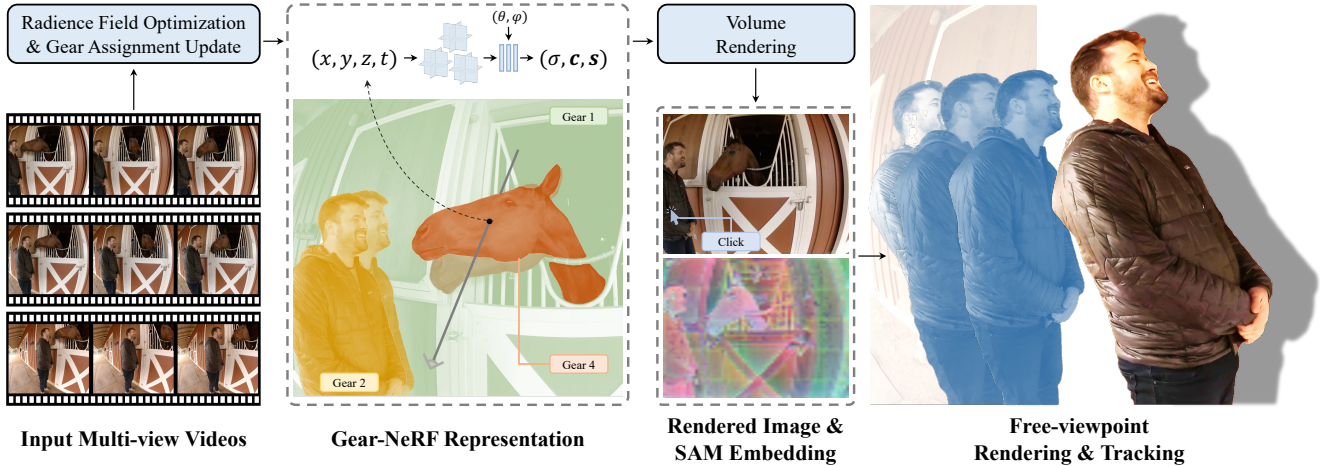 Radience Field Optimization
& Gear Assignment Update
(x, y, z, t)
(θ, φ)
(σ, c, s)
Volume
Rendering
Gear 1
Gear 2
Gear 4
Click
Input Multi-view Videos
Gear-NeRF Representation
Rendered Image &
SAM Embedding
Free-viewpoint
Rendering & Tracking